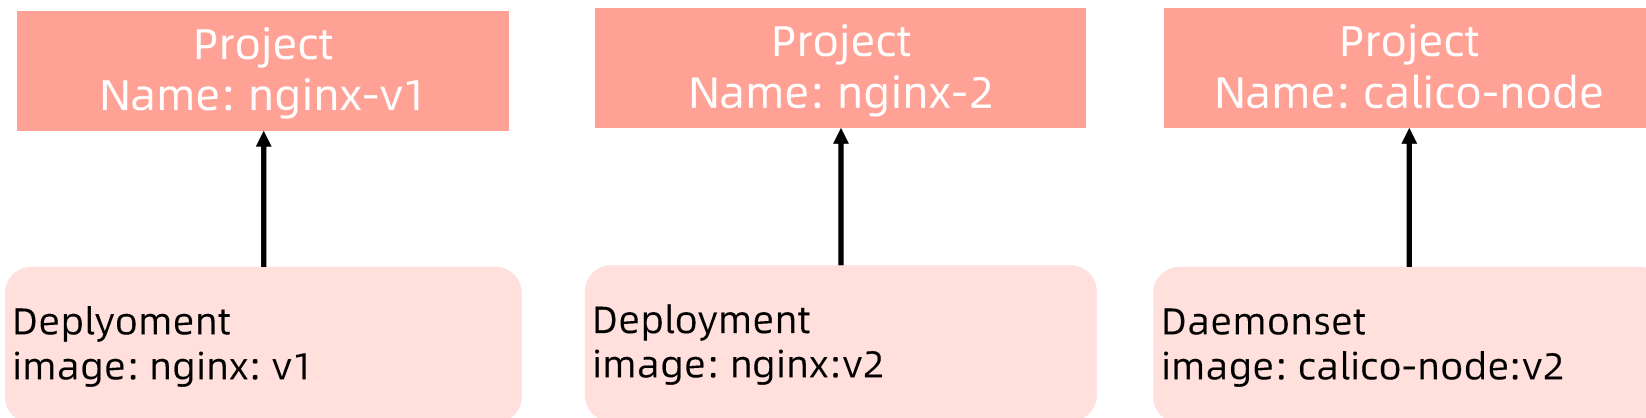 Project
Name: nginx-v1
Project
Name: nginx-2
Project
Name: calico-node
Deplyoment
image: nginx: v1
Deployment
image: nginx:v2
Daemonset
image: calico-node:v2